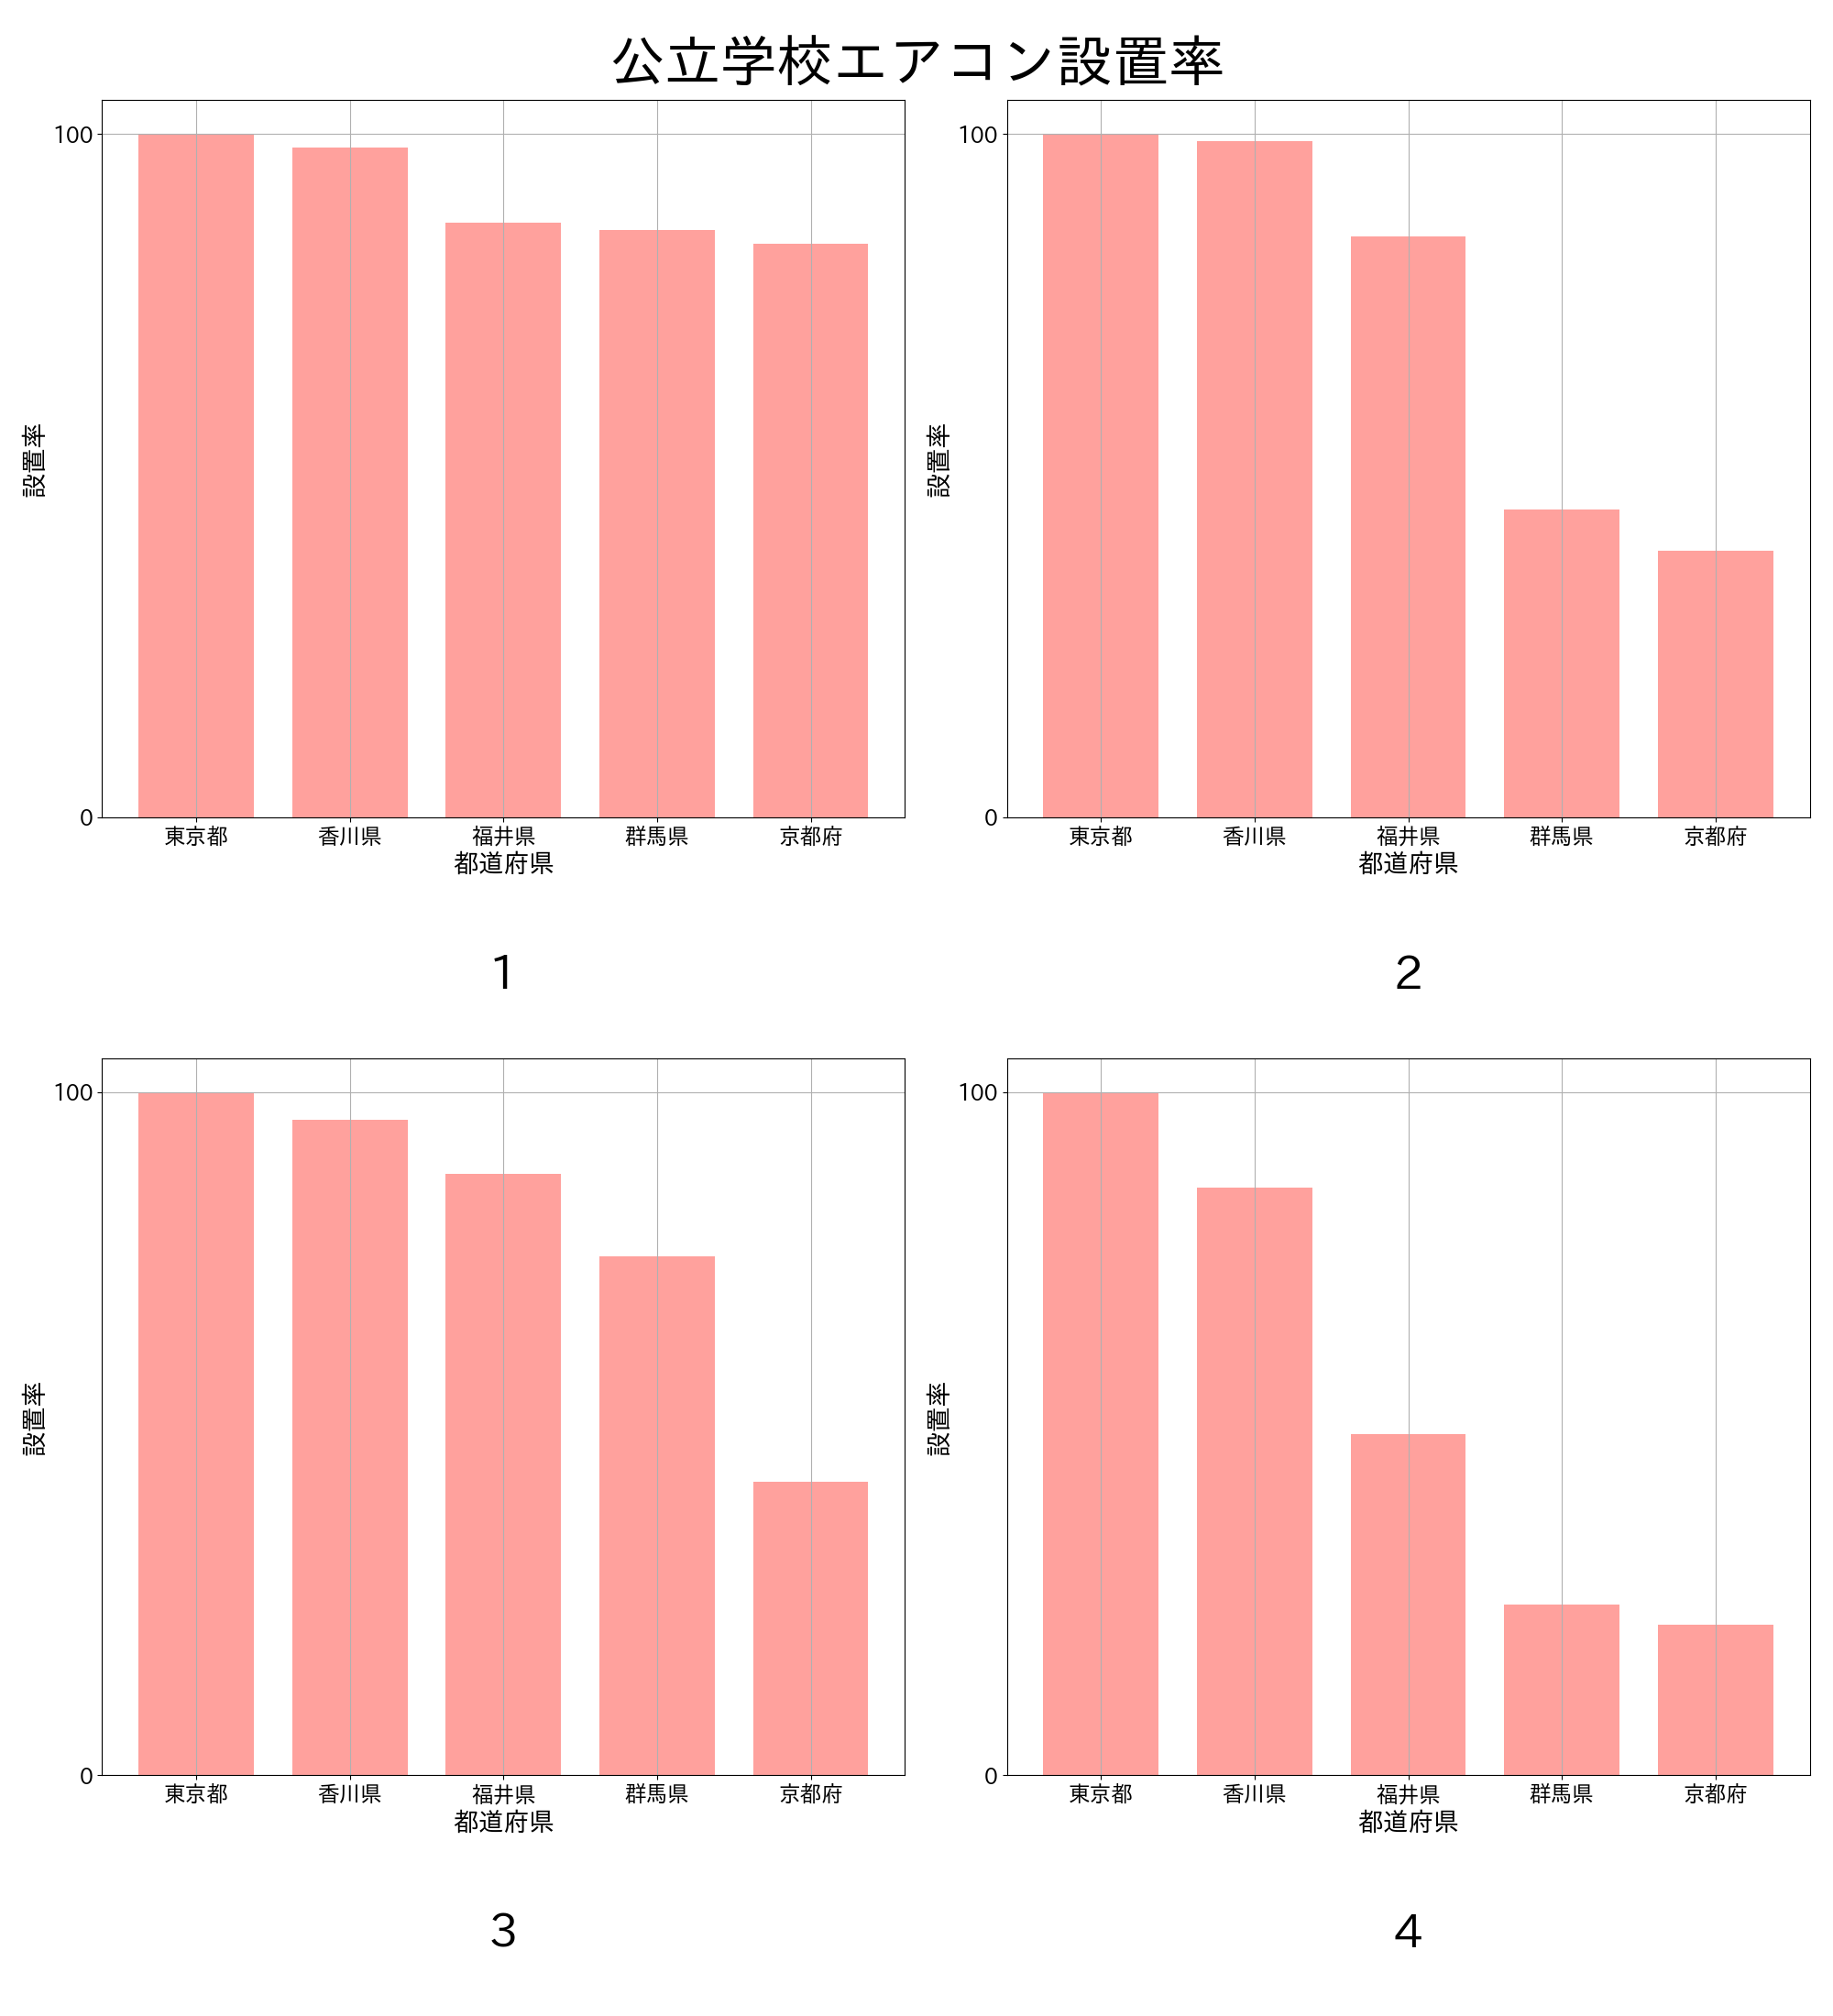 公立学校エアコン設置率
100
0
設置率
東京都 香川県 福井県 群馬県 京都府
都道府県
1
100
0
設置率
東京都 香川県 福井県 群馬県 京都府
都道府県
2
100
0
設置率
東京都 香川県 福井県 群馬県 京都府
都道府県
3
100
0
設置率
東京都 香川県 福井県 群馬県 京都府
都道府県
4